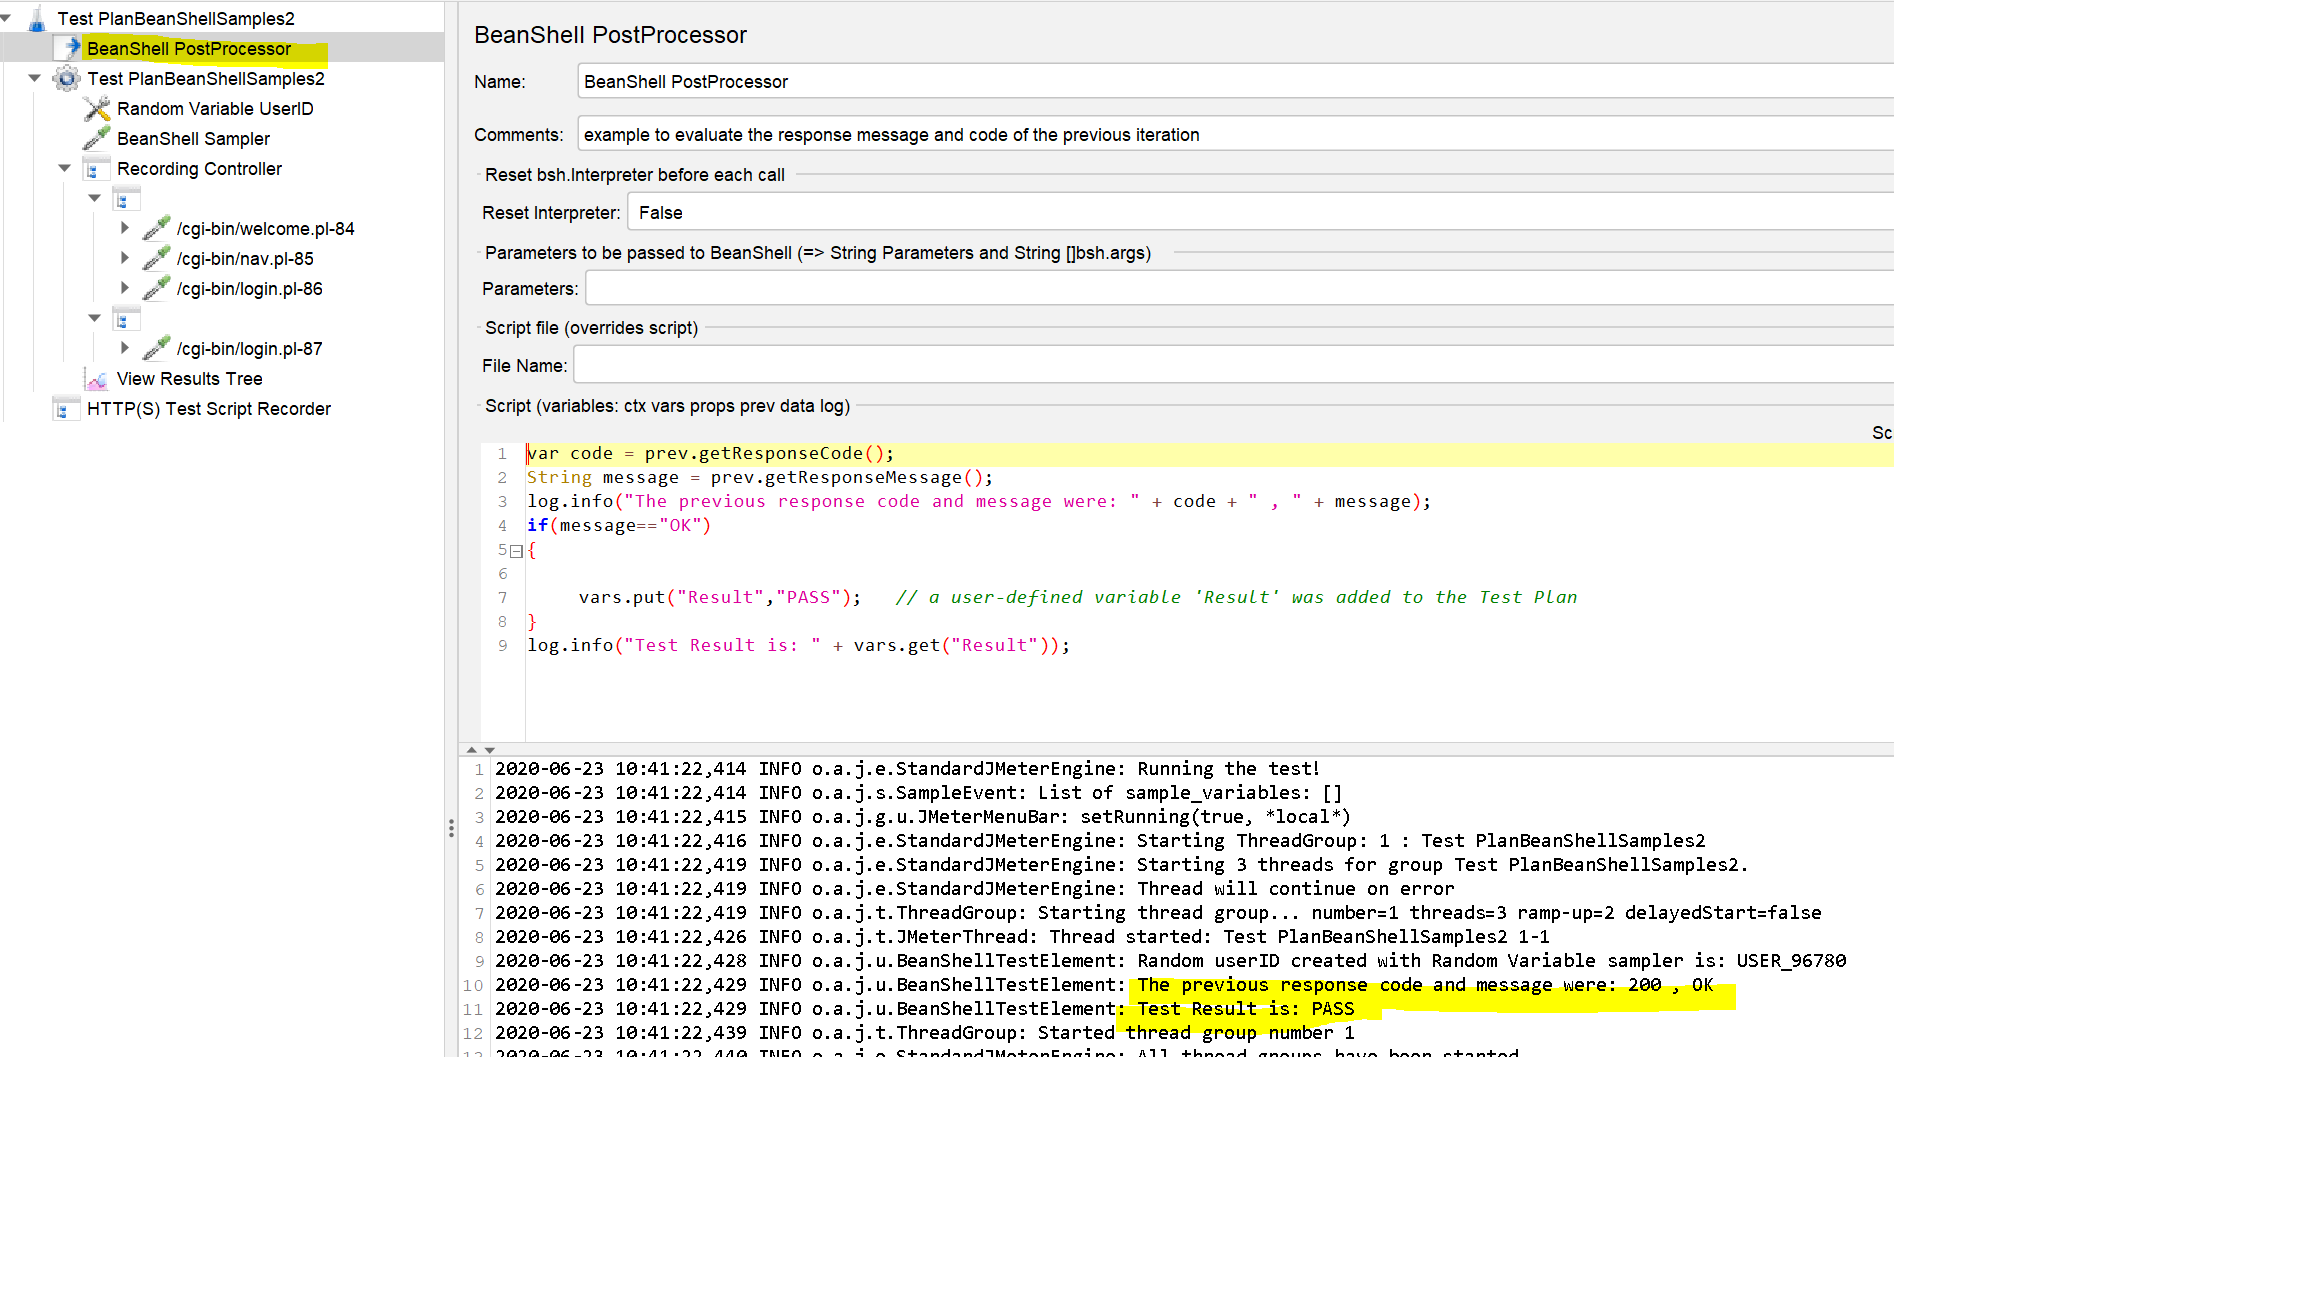 Test PlanBeanShellSamples2
BeanShell PostProcessor
Test PlanBeanShellSamples2
Random Variable UserID
BeanShell Sampler
Recording Controller
/cgi-bin/welcome.pl-84
/cgi-bin/nav.pl-85
/cgi-bin/login.pl-86
/cgi-bin/login.pl-87
View Results Tree
HTTP(S) Test Script Recorder
BeanShell PostProcessor
Name: BeanShell PostProcessor
Comments: example to evaluate the response message and code of the previous iteration
Reset bsh.Interpreter before each call
Reset Interpreter: False
Parameters to be passed to BeanShell (=> String Parameters and String []bsh.args)
Parameters:
Script file (overrides script)
File Name:
Script (variables: ctx vars props prev data log)
Sc
1 var code = prev.getResponseCode();
2 String message = prev.getResponseMessage();
3 log.info("The previous response code and message were: " + code + " , " + message);
4 if(message=="OK")
5 {
6
7 vars.put("Result","PASS"); // a user-defined variable 'Result' was added to the Test Plan
8 }
9 log.info("Test Result is: " + vars.get("Result"));
1 2020-06-23 10:41:22,414 INFO o.a.j.e.StandardJMeterEngine: Running the test!
2 2020-06-23 10:41:22,414 INFO o.a.j.s.SampleEvent: List of sample_variables: []
3 2020-06-23 10:41:22,415 INFO o.a.j.g.u.JMeterMenuBar: setRunning(true, *local*)
4 2020-06-23 10:41:22,416 INFO o.a.j.e.StandardJMeterEngine: Starting ThreadGroup: 1 : Test PlanBeanShellSamples2
5 2020-06-23 10:41:22,419 INFO o.a.j.e.StandardJMeterEngine: Starting 3 threads for group Test PlanBeanShellSamples2.
6 2020-06-23 10:41:22,419 INFO o.a.j.e.StandardJMeterEngine: Thread will continue on error
7 2020-06-23 10:41:22,419 INFO o.a.j.t.ThreadGroup: Starting thread group... number=1 threads=3 ramp-up=2 delayedStart=false
8 2020-06-23 10:41:22,426 INFO o.a.j.t.JMeterThread: Thread started: Test PlanBeanShellSamples2 1-1
9 2020-06-23 10:41:22,428 INFO o.a.j.u.BeanShellTestElement: Random userID created with Random Variable sampler is: USER_96780
10 2020-06-23 10:41:22,429 INFO o.a.j.u.BeanShellTestElement: The previous response code and message were: 200 , OK
11 2020-06-23 10:41:22,429 INFO o.a.j.u.BeanShellTestElement: Test Result is: PASS
12 2020-06-23 10:41:22,439 INFO o.a.j.t.ThreadGroup: Started thread group number 1
13 2020-06-23 10:41:22,440 INFO o.a.j.e.StandardJMeterEngine: All thread groups have been started